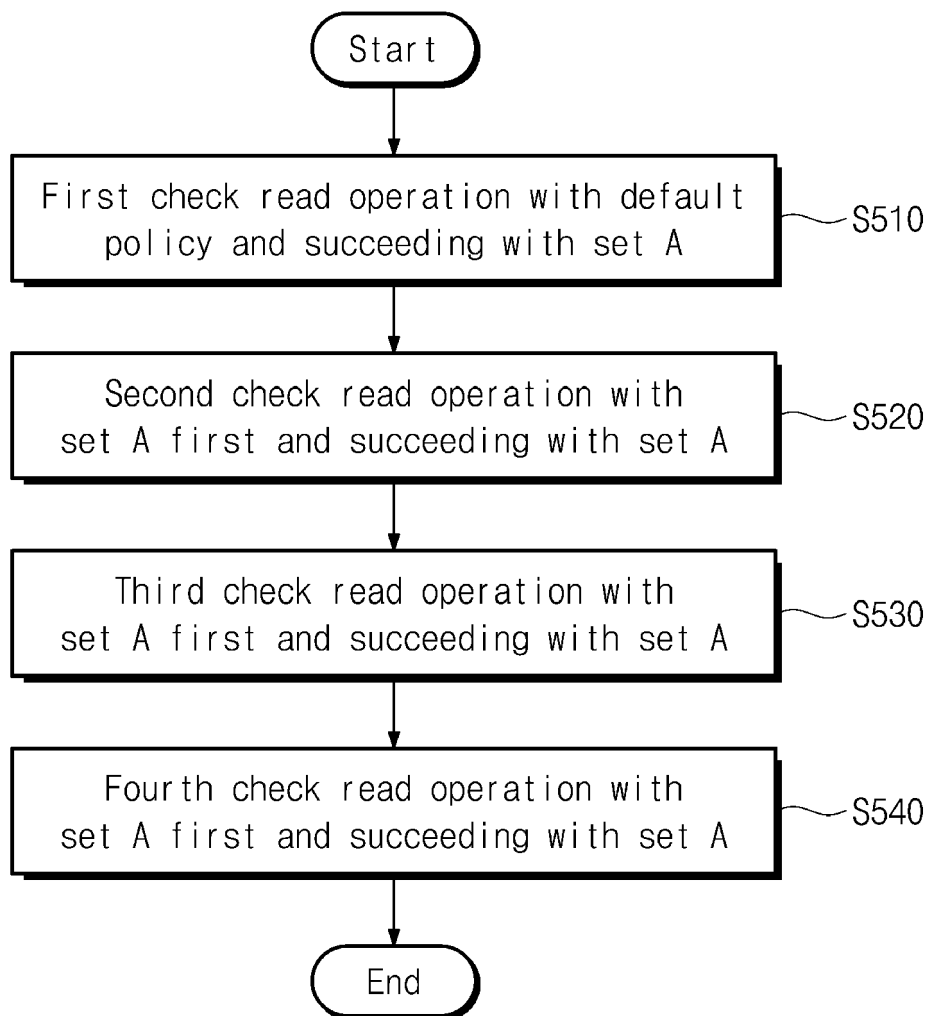 Start
First check read operation with default
policy and succeeding with set A
S510
Second check read operation with
set A first and succeeding with set A
S520
Third check read operation with
set A first and succeeding with set A
S530
Fourth check read operation with
set A first and succeeding with set A
S540
End